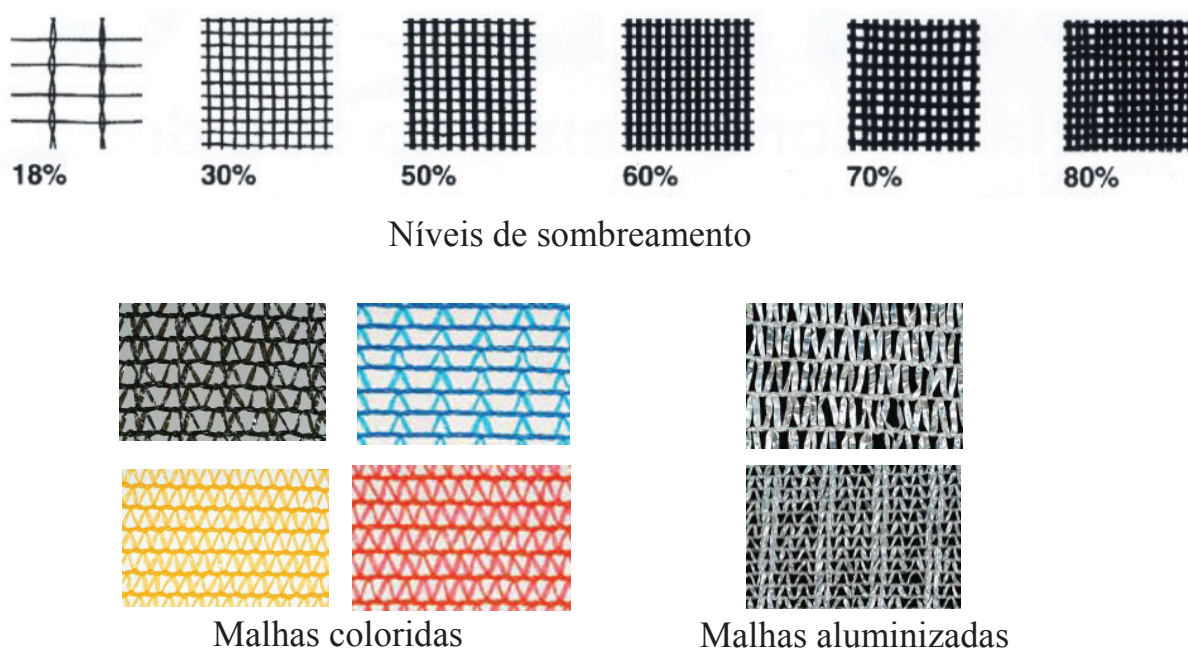 18% 30% 50% 60% 70% 80%
Níveis de sombreamento
Malhas coloridas Malhas aluminizadas